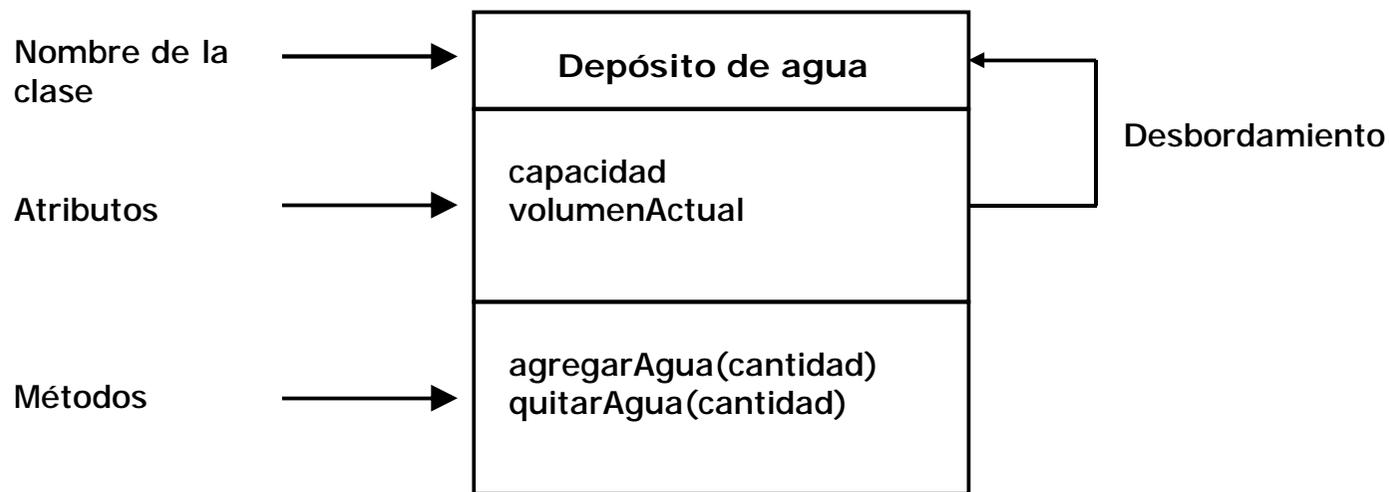 Nombre de la
clase
Depósito de agua
Desbordamiento
Atributos
capacidad
volumenActual
Métodos
agregarAgua(cantidad)
quitarAgua(cantidad)